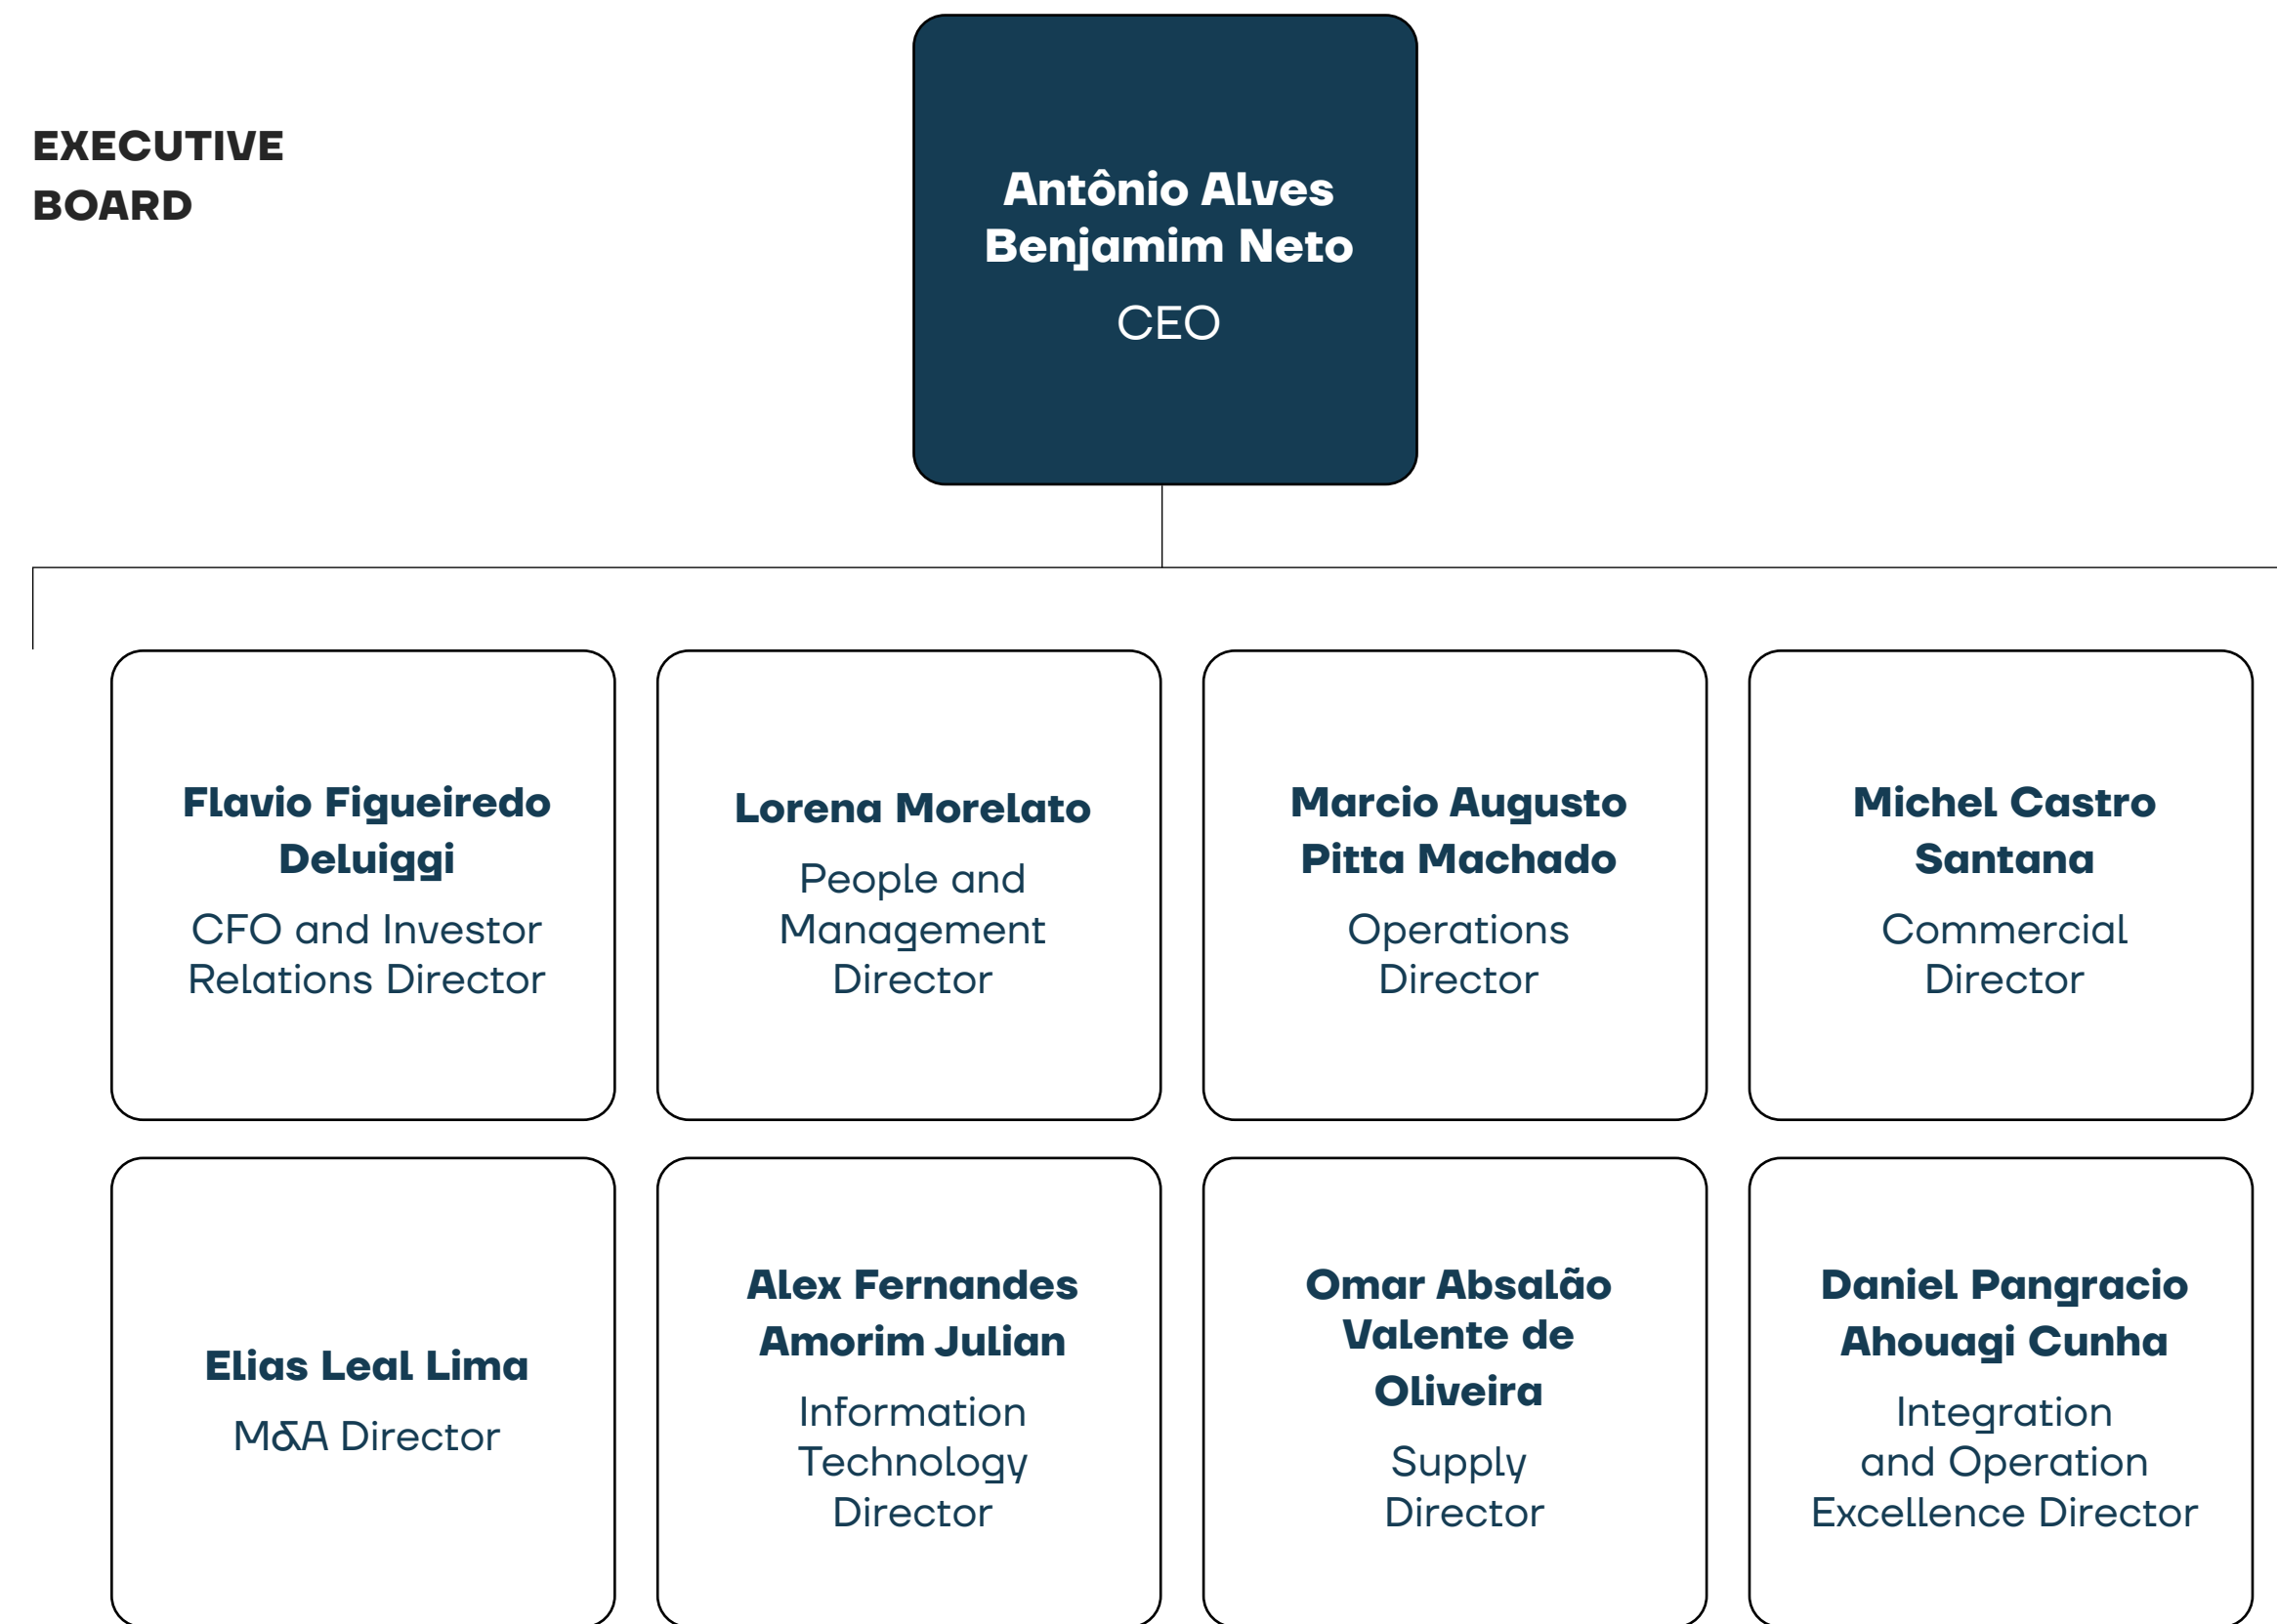 EXECUTIVE
BOARD
Antônio Alves
Benjamim Neto
CEO
Flavio Figueiredo
Deluiggi
CFO and Investor
Relations Director
Lorena Morelato
People and
Management
Director
Marcio Augusto
Pitta Machado
Operations
Director
Michel Castro
Santana
Commercial
Director
Elias Leal Lima
M&A Director
Alex Fernandes
Amorim Julian
Information
Technology
Director
Omar Absalão
Valente de
Oliveira
Supply
Director
Daniel Pangracio
Ahouagi Cunha
Integration
and Operation
Excellence Director